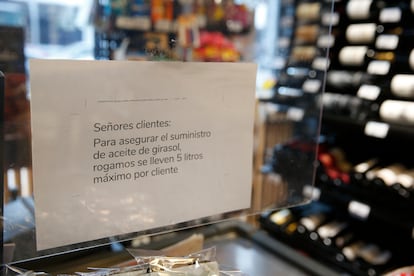 Señores clientes:
Para asegurar el suministro
de aceite de girasol,
rogamos se lleven 5 litros
máximo por cliente